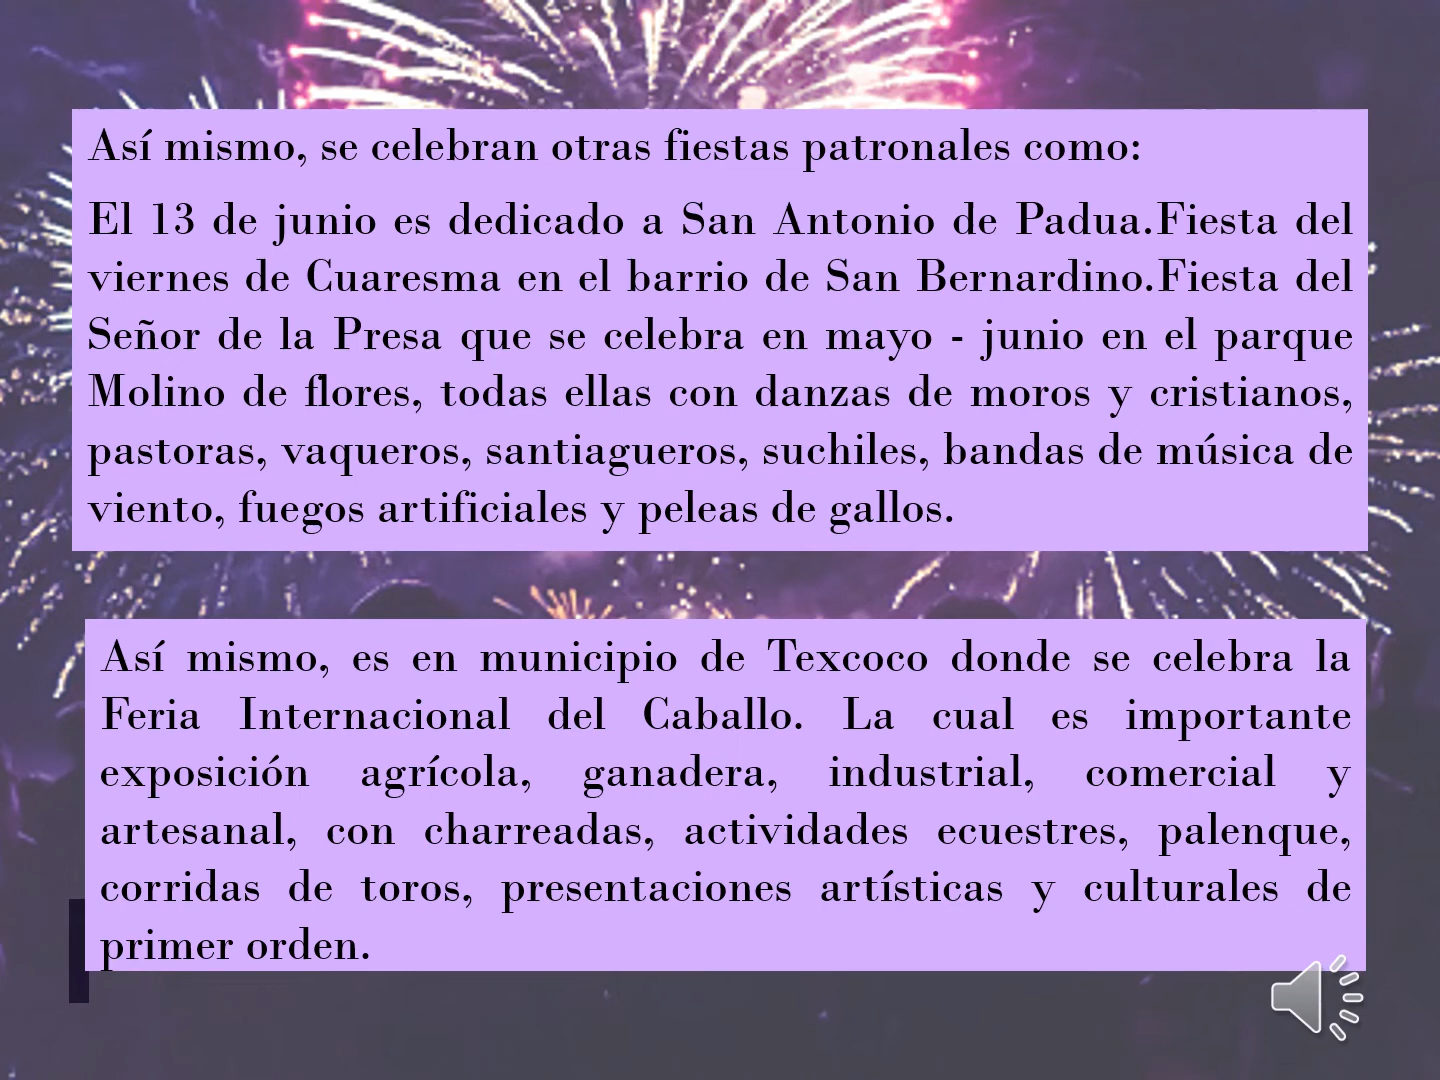 Así mismo, se celebran otras fiestas patronales como:
El 13 de junio es dedicado a San Antonio de Padua.Fiesta del
viernes de Cuaresma en el barrio de San Bernardino.Fiesta del
Señor de la Presa que se celebra en mayo - junio en el parque
Molino de flores, todas ellas con danzas de moros y cristianos,
pastoras, vaqueros, santiagueros, suchiles, bandas de música de
viento, fuegos artificiales y peleas de gallos.
Así mismo, es en municipio de Texcoco donde se celebra la
Feria Internacional del Caballo. La cual es importante
exposición agrícola, ganadera, industrial, comercial y
artesanal, con charreadas, actividades ecuestres, palenque,
corridas de toros, presentaciones artísticas y culturales de
primer orden.